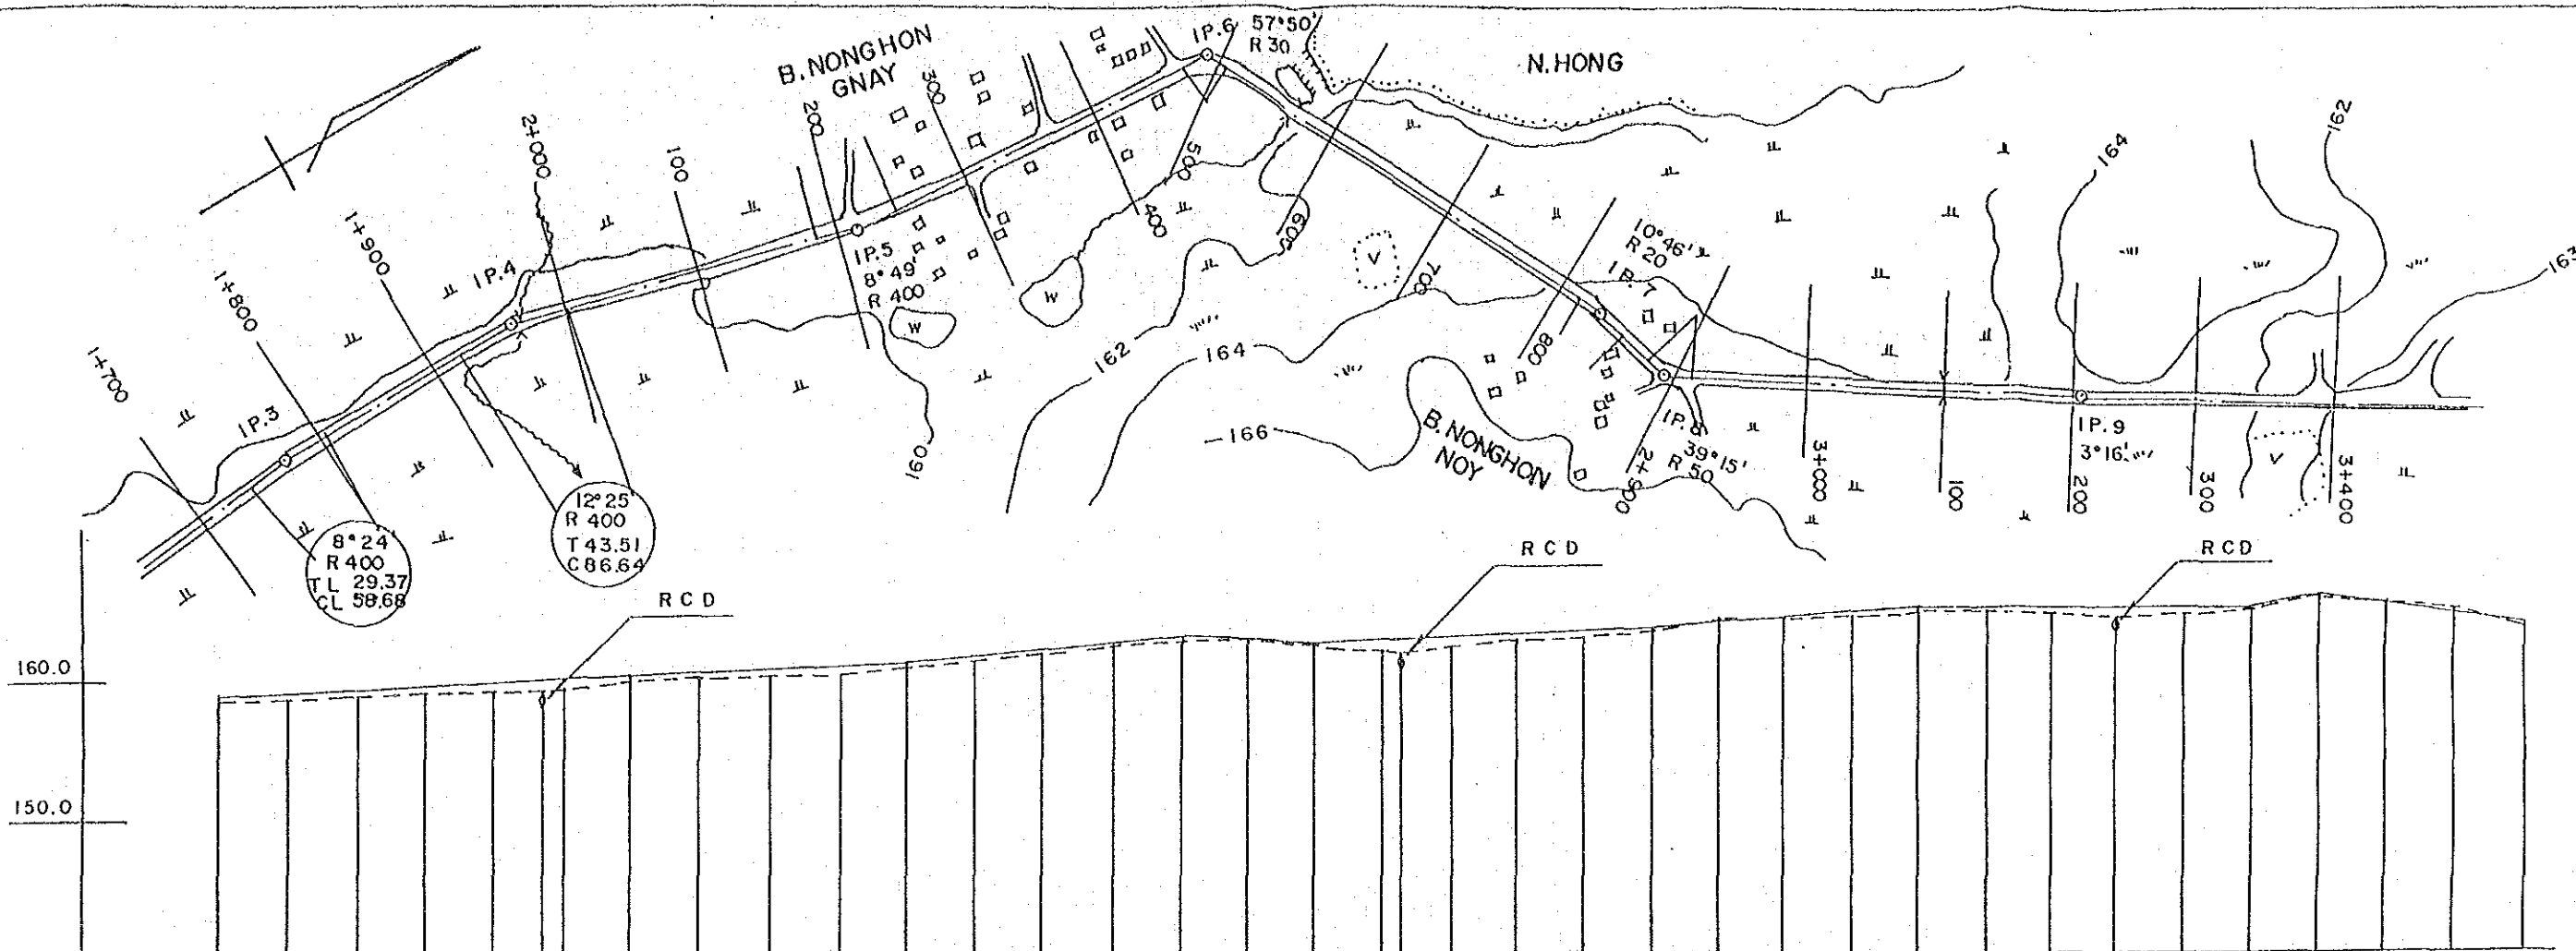 B. NONGHON
GNAY
IP.6
57°50'
R 30
N. HONG
1+700
1+800
1+900
2+000
100
200
300
400
500
600
700
800
2+900
3+000
100
200
300
3+400
IP.3
IP.4
IP.5
8°49'
R 400
W
W
V
10°46'
R 20
IP.7
IP.8
39°15'
R 50
IP.9
3°16'
V
162
164
166
160
164
162
163
B. NONGHON
NOY
8°24'
R 400
TL 29.37
CL 58.68
12°25'
R 400
T 43.51
C 86.64
RCD
RCD
RCD
160.0
150.0